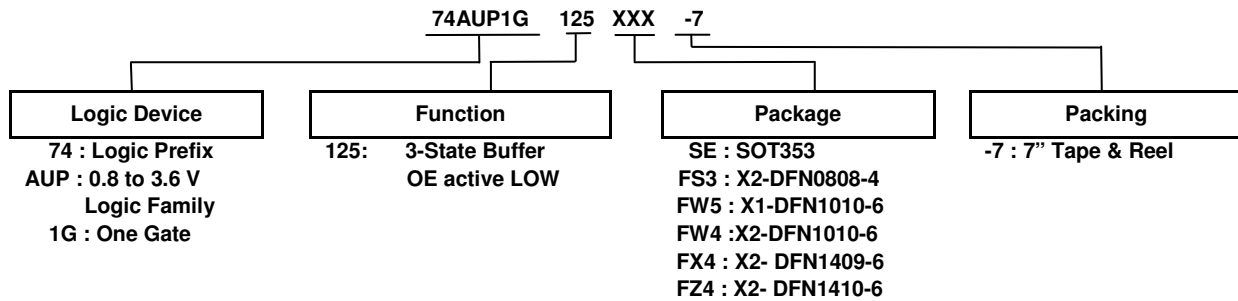 74AUP1G 125 XXX -7
Logic Device
74 : Logic Prefix
AUP : 0.8 to 3.6 V
Logic Family
1G : One Gate
Function
125: 3-State Buffer
OE active LOW
Package
SE : SOT353
FS3 : X2-DFN0808-4
FW5 : X1-DFN1010-6
FW4 :X2-DFN1010-6
FX4 : X2- DFN1409-6
FZ4 : X2- DFN1410-6
Packing
-7 : 7” Tape & Reel